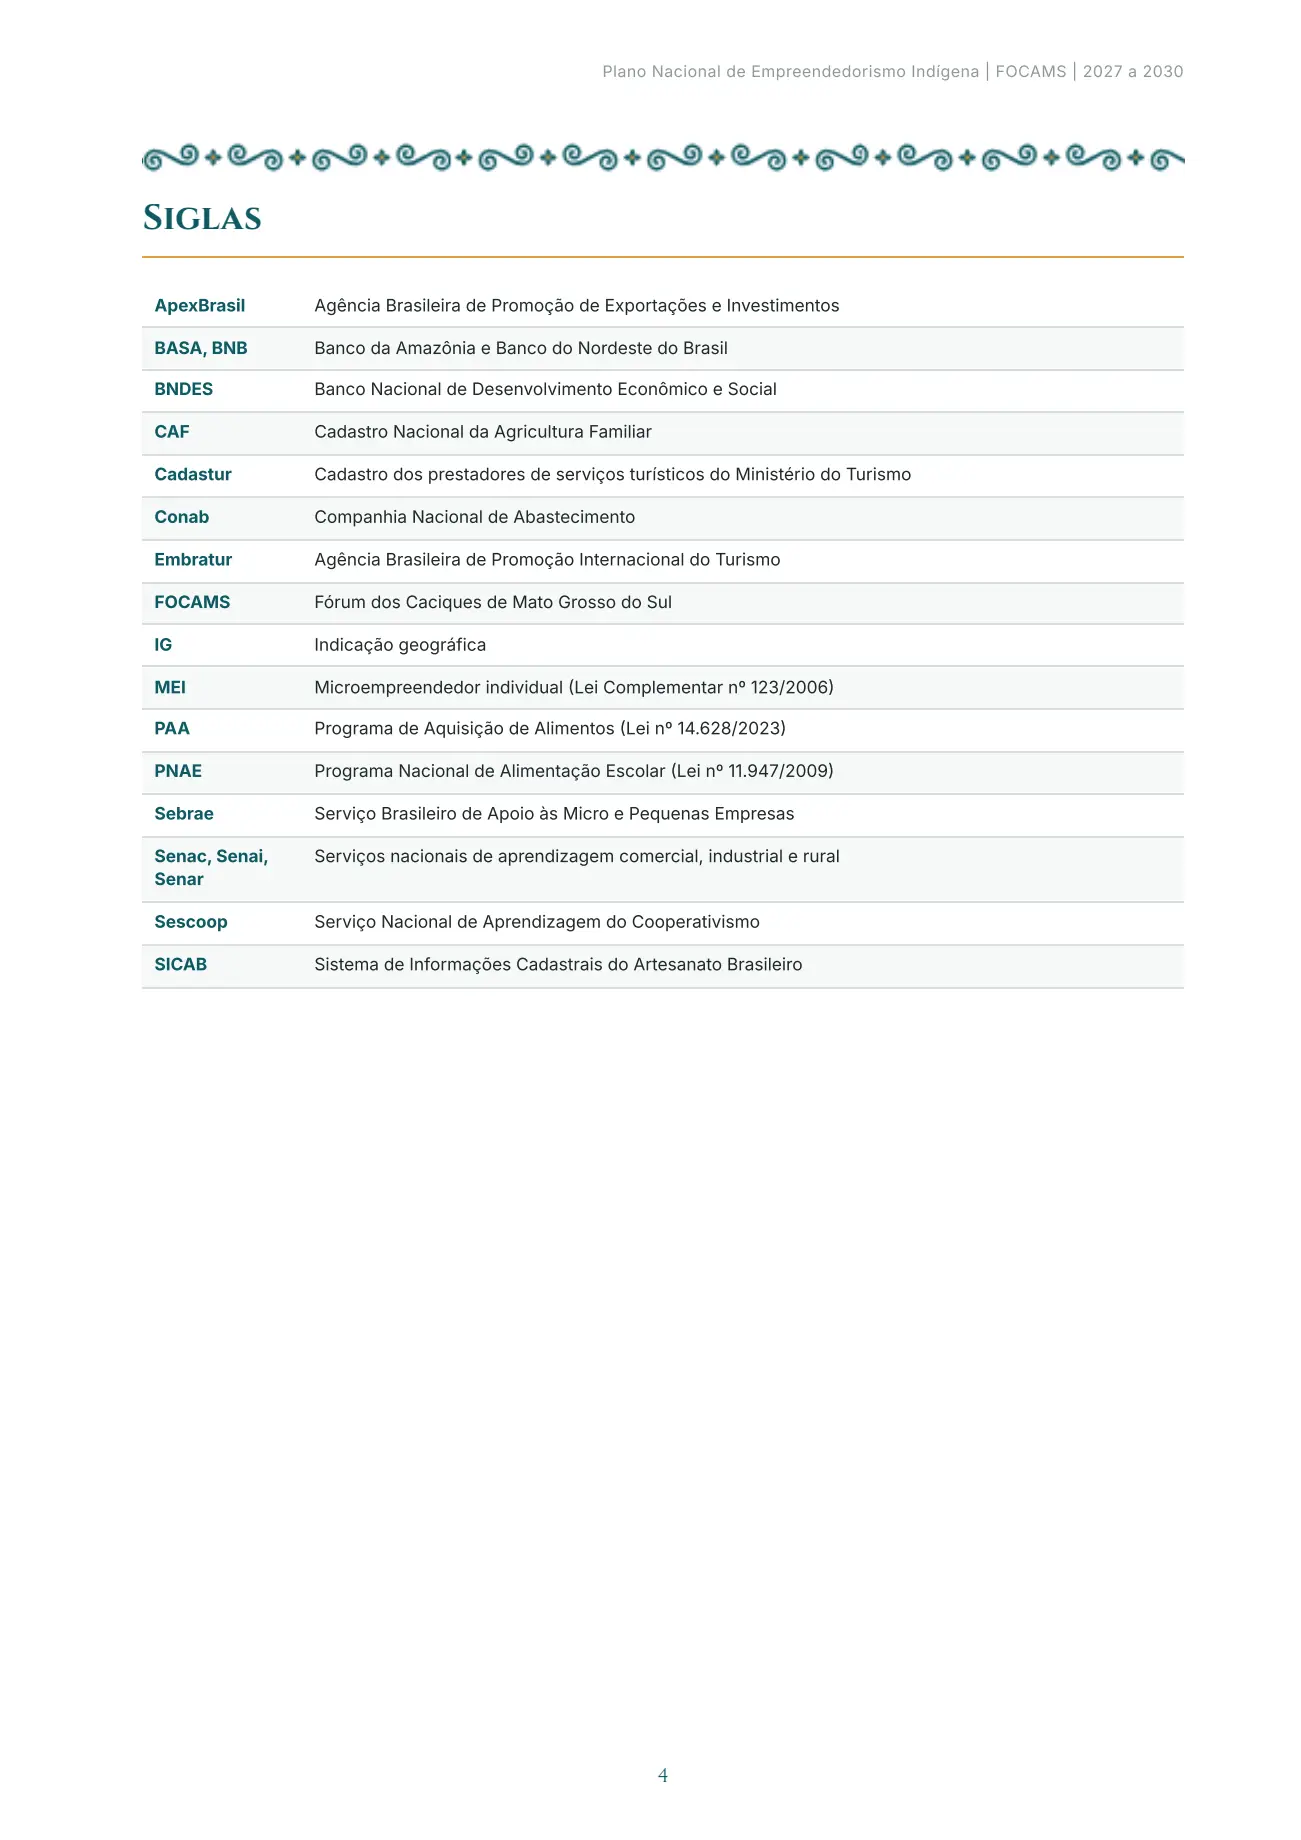 Plano Nacional de Empreendedorismo Indígena | FOCAMS | 2027 a 2030
Siglas
ApexBrasil Agência Brasileira de Promoção de Exportações e Investimentos
BASA, BNB Banco da Amazônia e Banco do Nordeste do Brasil
BNDES Banco Nacional de Desenvolvimento Econômico e Social
CAF Cadastro Nacional da Agricultura Familiar
Cadastur Cadastro dos prestadores de serviços turísticos do Ministério do Turismo
Conab Companhia Nacional de Abastecimento
Embratur Agência Brasileira de Promoção Internacional do Turismo
FOCAMS Fórum dos Caciques de Mato Grosso do Sul
IG Indicação geográfica
MEI Microempreendedor individual (Lei Complementar nº 123/2006)
PAA Programa de Aquisição de Alimentos (Lei nº 14.628/2023)
PNAE Programa Nacional de Alimentação Escolar (Lei nº 11.947/2009)
Sebrae Serviço Brasileiro de Apoio às Micro e Pequenas Empresas
Senac, Senai, Serviços nacionais de aprendizagem comercial, industrial e rural
Senar
Sescoop Serviço Nacional de Aprendizagem do Cooperativismo
SICAB Sistema de Informações Cadastrais do Artesanato Brasileiro
4